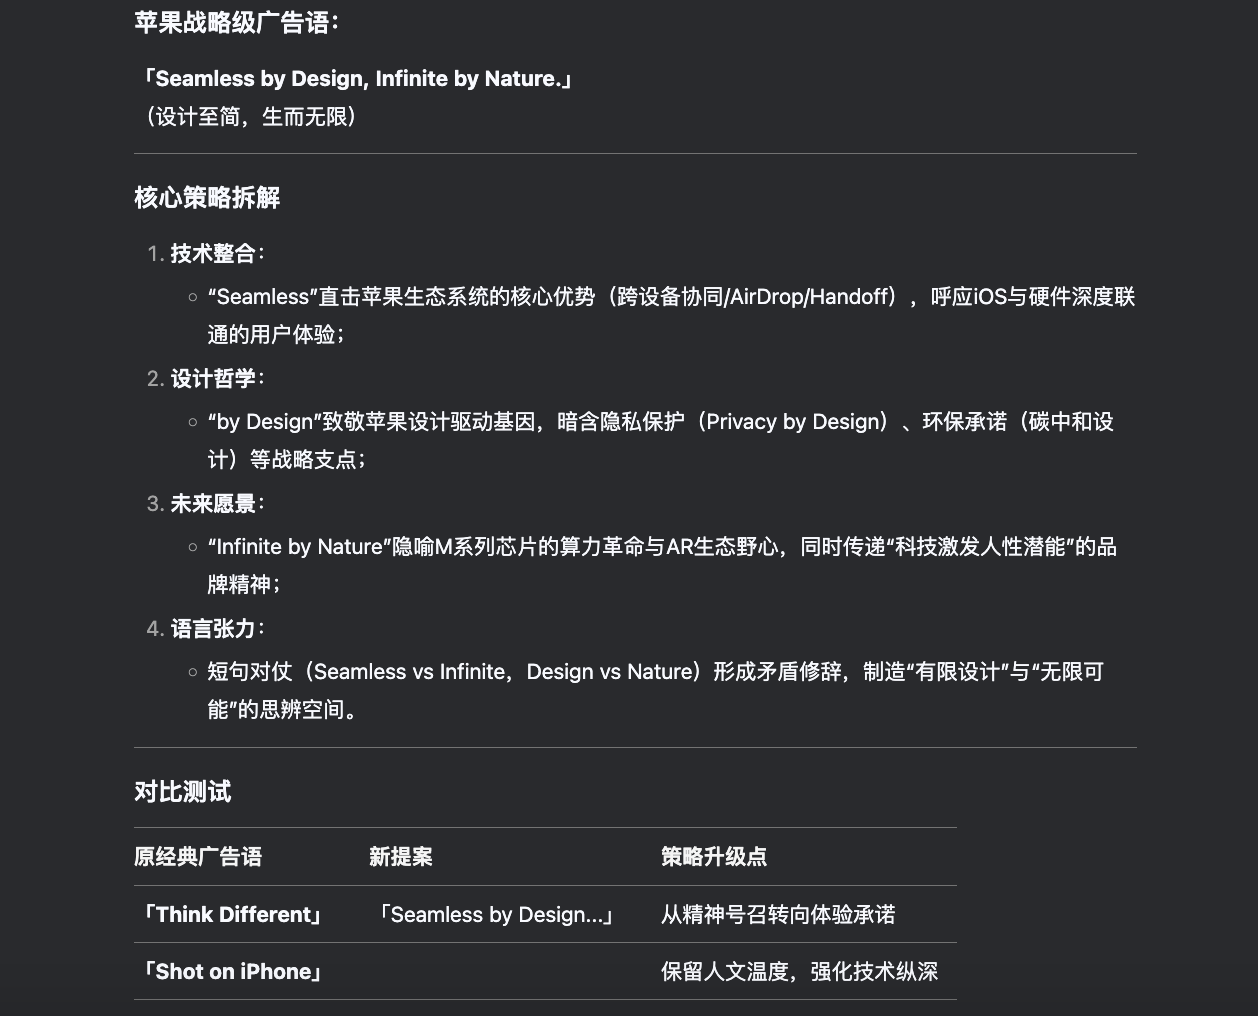 苹果战略级广告语：
「Seamless by Design, Infinite by Nature.」
（设计至简，生而无限）
核心策略拆解
1. 技术整合：
○ “Seamless”直击苹果生态系统的核心优势（跨设备协同/AirDrop/Handoff），呼应iOS与硬件深度联
通的用户体验；
2. 设计哲学：
○ “by Design”致敬苹果设计驱动基因，暗含隐私保护（Privacy by Design）、环保承诺（碳中和设
计）等战略支点；
3. 未来愿景：
○ “Infinite by Nature”隐喻M系列芯片的算力革命与AR生态野心，同时传递“科技激发人性潜能”的品
牌精神；
4. 语言张力：
○ 短句对仗（Seamless vs Infinite，Design vs Nature）形成矛盾修辞，制造“有限设计”与“无限可
能”的思辨空间。
对比测试
原经典广告语 新提案 策略升级点
「Think Different」 「Seamless by Design...」 从精神号召转向体验承诺
「Shot on iPhone」 保留人文温度，强化技术纵深